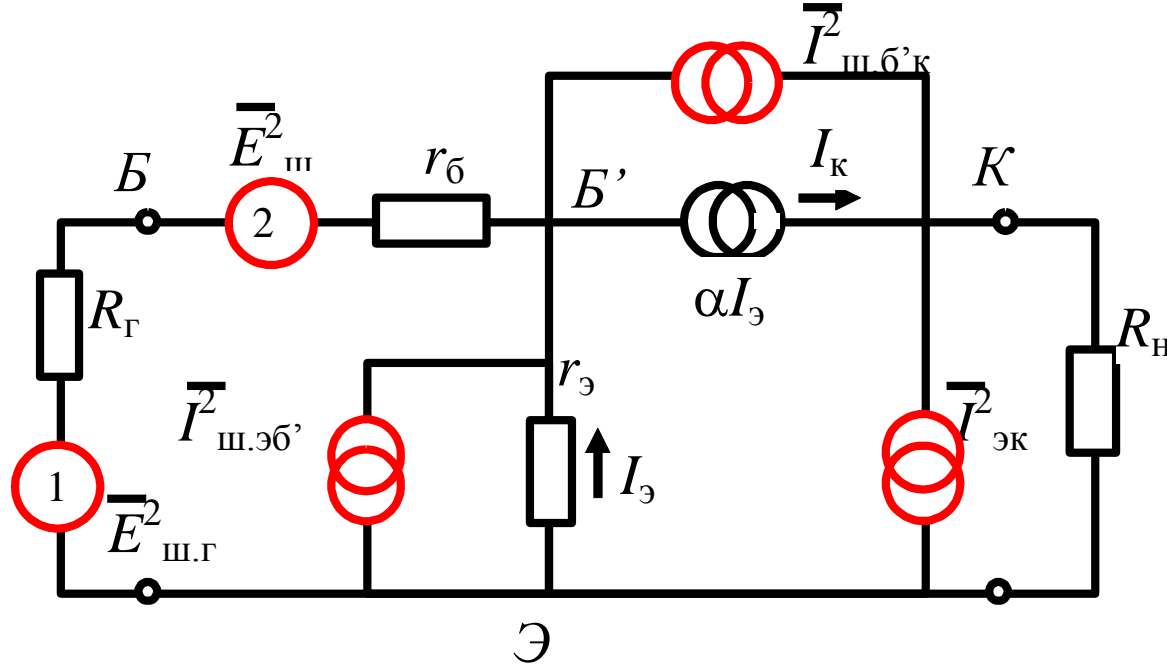 I²ш.б'к
E²ш
rб
Iк
Б
Б'
К
2
αIэ
Rг
Rн
rэ
I²ш.эб'
I²эк
Iэ
1
E²ш.г
Э